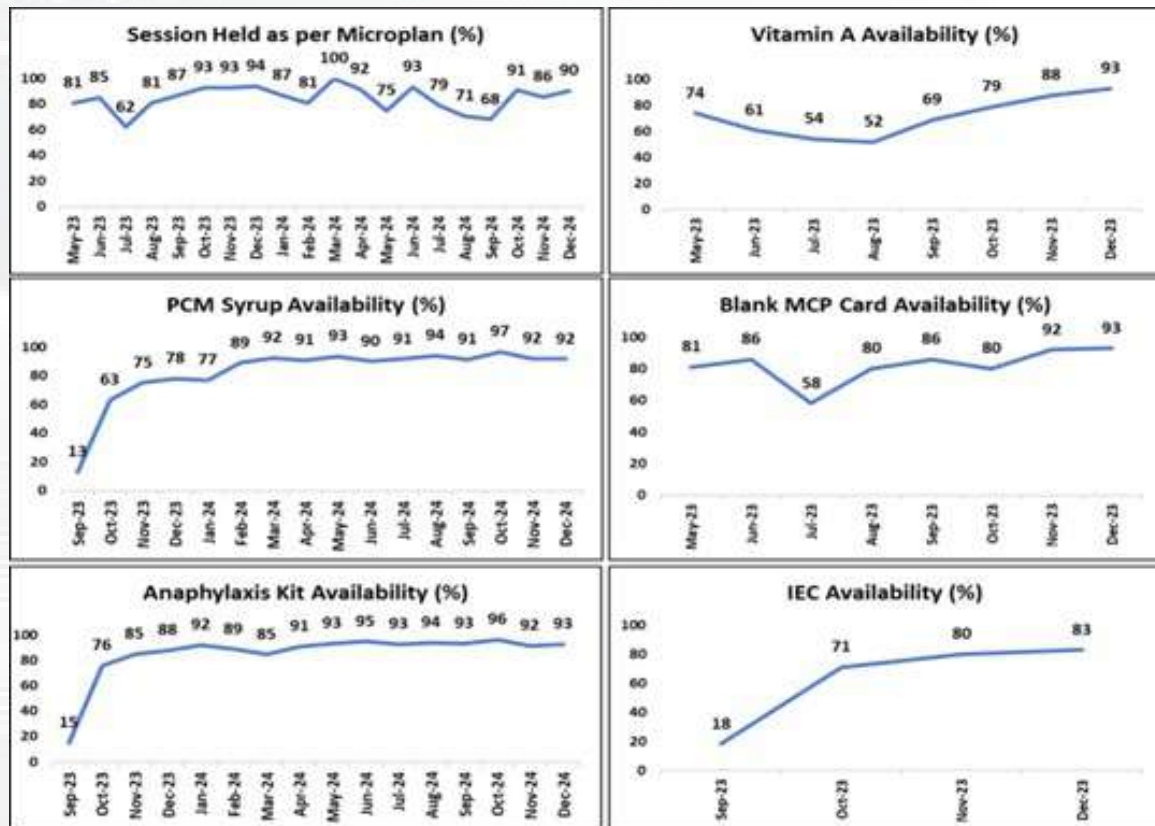 Session Held as per Microplan (%)
81 85 62 81 87 93 93 94 87 81 100 92 75 93 79 71 68 91 86 90
100
80
60
40
20
0
May-23 Jun-23 Jul-23 Aug-23 Sep-23 Oct-23 Nov-23 Dec-23 Jan-24 Feb-24 Mar-24 Apr-24 May-24 Jun-24 Jul-24 Aug-24 Sep-24 Oct-24 Nov-24 Dec-24
Vitamin A Availability (%)
74 61 54 52 69 79 88 93
100
80
60
40
20
0
May-23 Jun-23 Jul-23 Aug-23 Sep-23 Oct-23 Nov-23 Dec-23
PCM Syrup Availability (%)
13 63 75 78 77 89 92 91 93 90 91 94 91 97 92 92
100
80
60
40
20
0
Sep-23 Oct-23 Nov-23 Dec-23 Jan-24 Feb-24 Mar-24 Apr-24 May-24 Jun-24 Jul-24 Aug-24 Sep-24 Oct-24 Nov-24 Dec-24
Blank MCP Card Availability (%)
81 86 58 80 86 80 92 93
100
80
60
40
20
0
May-23 Jun-23 Jul-23 Aug-23 Sep-23 Oct-23 Nov-23 Dec-23
Anaphylaxis Kit Availability (%)
15 76 85 88 92 89 85 91 93 95 93 94 93 96 92 93
100
80
60
40
20
0
Sep-23 Oct-23 Nov-23 Dec-23 Jan-24 Feb-24 Mar-24 Apr-24 May-24 Jun-24 Jul-24 Aug-24 Sep-24 Oct-24 Nov-24 Dec-24
IEC Availability (%)
18 71 80 83
100
80
60
40
20
0
Sep-23 Oct-23 Nov-23 Dec-23